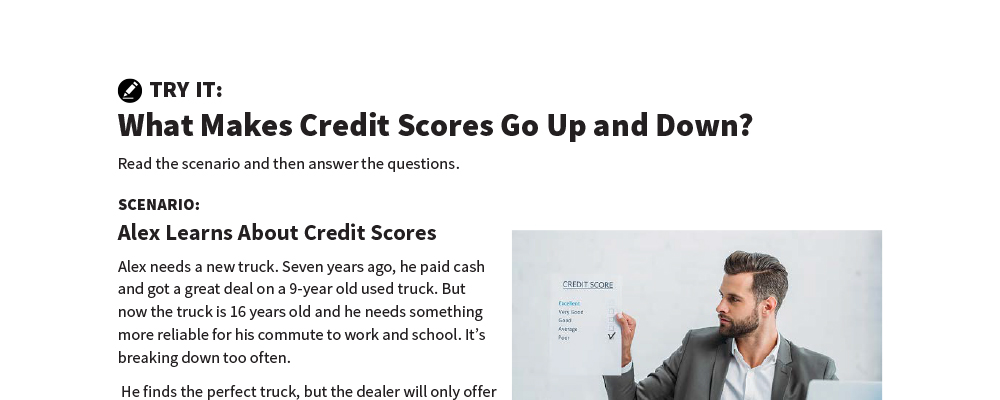 TRY IT:
What Makes Credit Scores Go Up and Down?
Read the scenario and then answer the questions.
SCENARIO:
Alex Learns About Credit Scores
Alex needs a new truck. Seven years ago, he paid cash
and got a great deal on a 9-year old used truck. But
now the truck is 16 years old and he needs something
more reliable for his commute to work and school. It’s
breaking down too often.
He finds the perfect truck, but the dealer will only offer
CREDIT SCORE
Excellent
Very Good
Good
Average
Poor